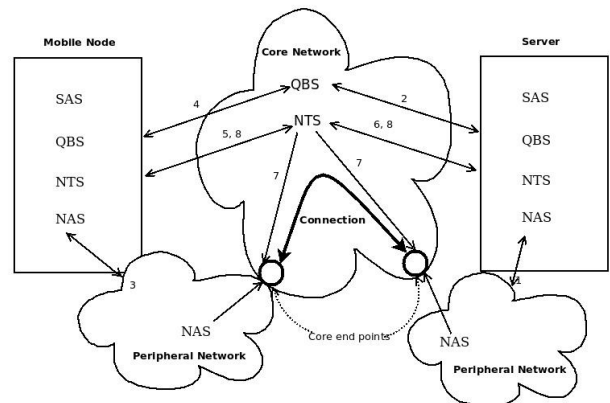 Mobile Node
Core Network
Server
SAS
QBS
NTS
NAS
QBS
NTS
SAS
QBS
NTS
NAS
4
2
5, 8
6, 8
7
7
Connection
3
1
NAS
Peripheral Network
Core end points
NAS
Peripheral Network